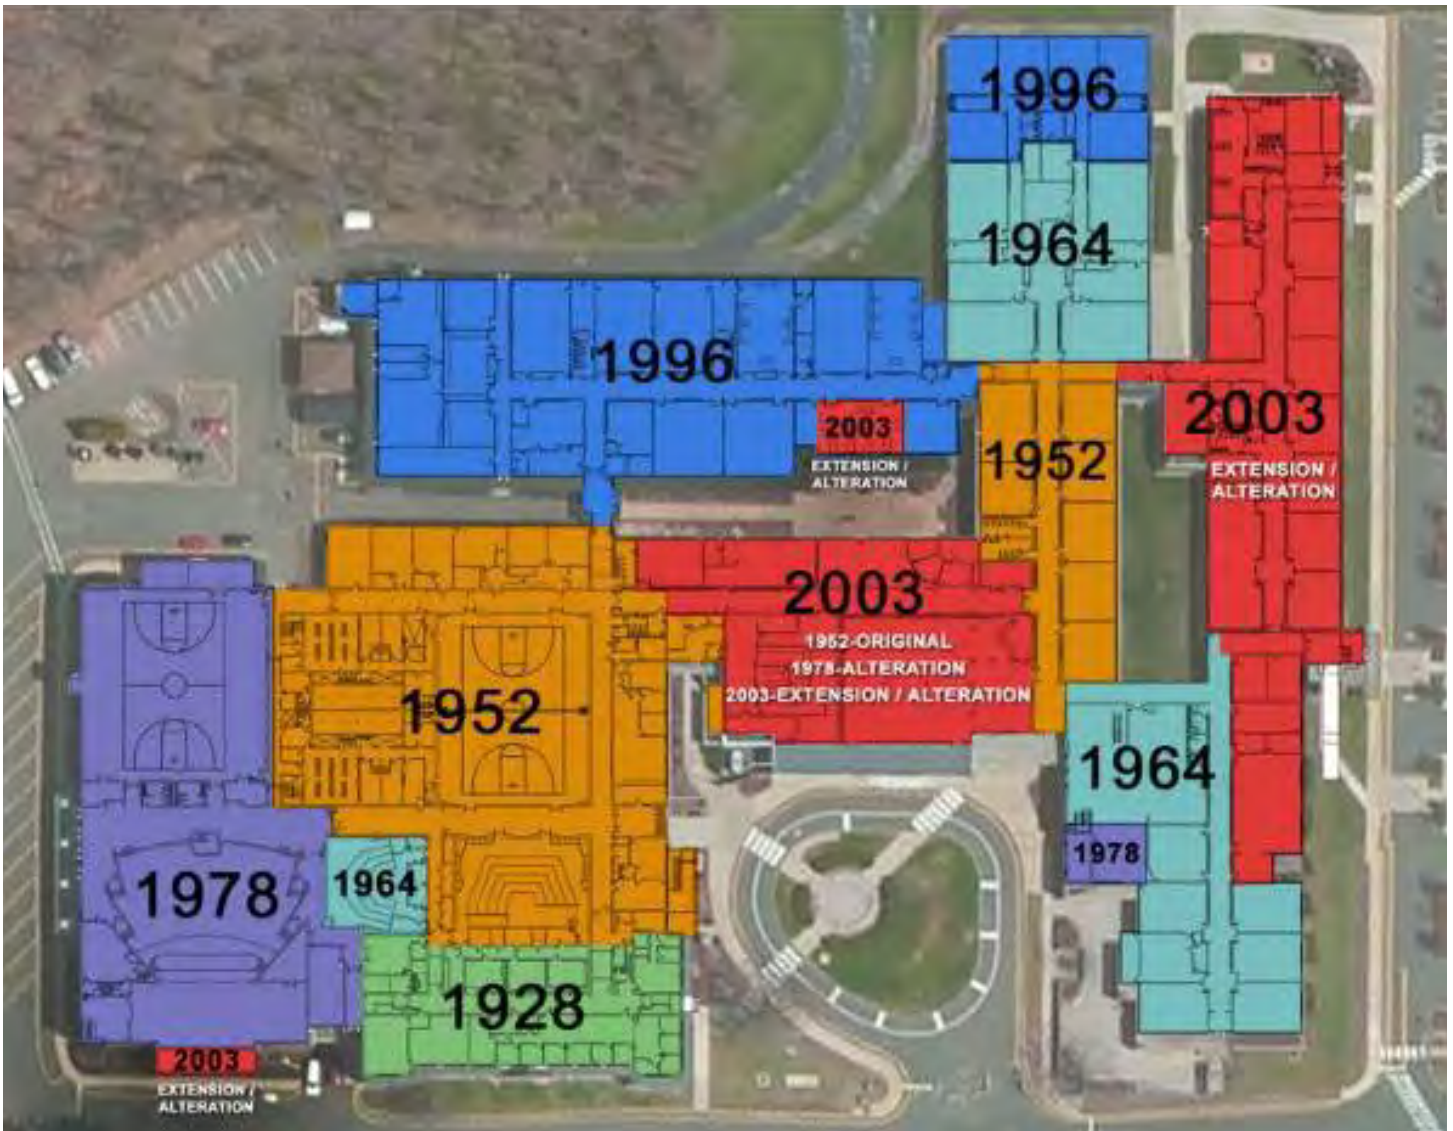 1996
1964
1996
2003
EXTENSION /
ALTERATION
1952
2003
EXTENSION /
ALTERATION
2003
1952-ORIGINAL
1978-ALTERATION
2003-EXTENSION / ALTERATION
1952
1964
1978
1978
1964
1928
2003
EXTENSION /
ALTERATION